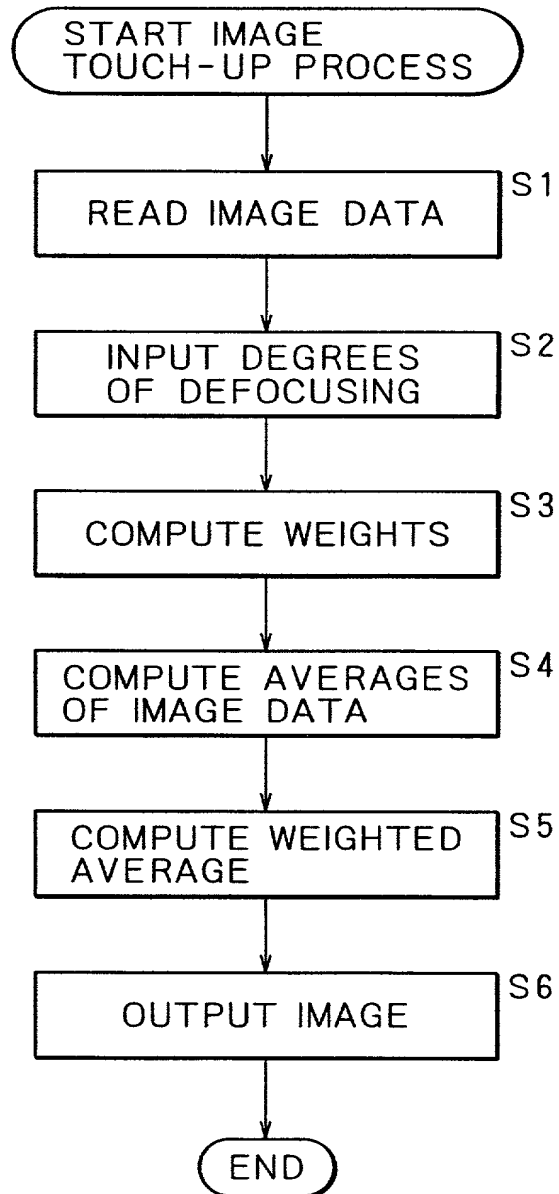 START IMAGE
TOUCH-UP PROCESS
S1
READ IMAGE DATA
S2
INPUT DEGREES
OF DEFOCUSING
S3
COMPUTE WEIGHTS
S4
COMPUTE AVERAGES
OF IMAGE DATA
S5
COMPUTE WEIGHTED
AVERAGE
S6
OUTPUT IMAGE
END